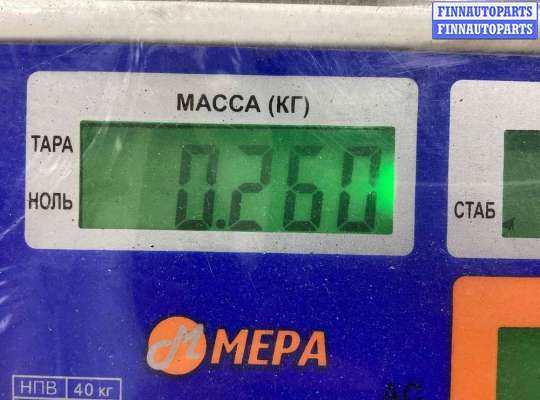 FINNAUTOPARTS
FINNAUTOPARTS
МАССА (КГ)
ТАРА
0.260
НОЛЬ
СТАБ
М МЕРА
НПВ 40 кг